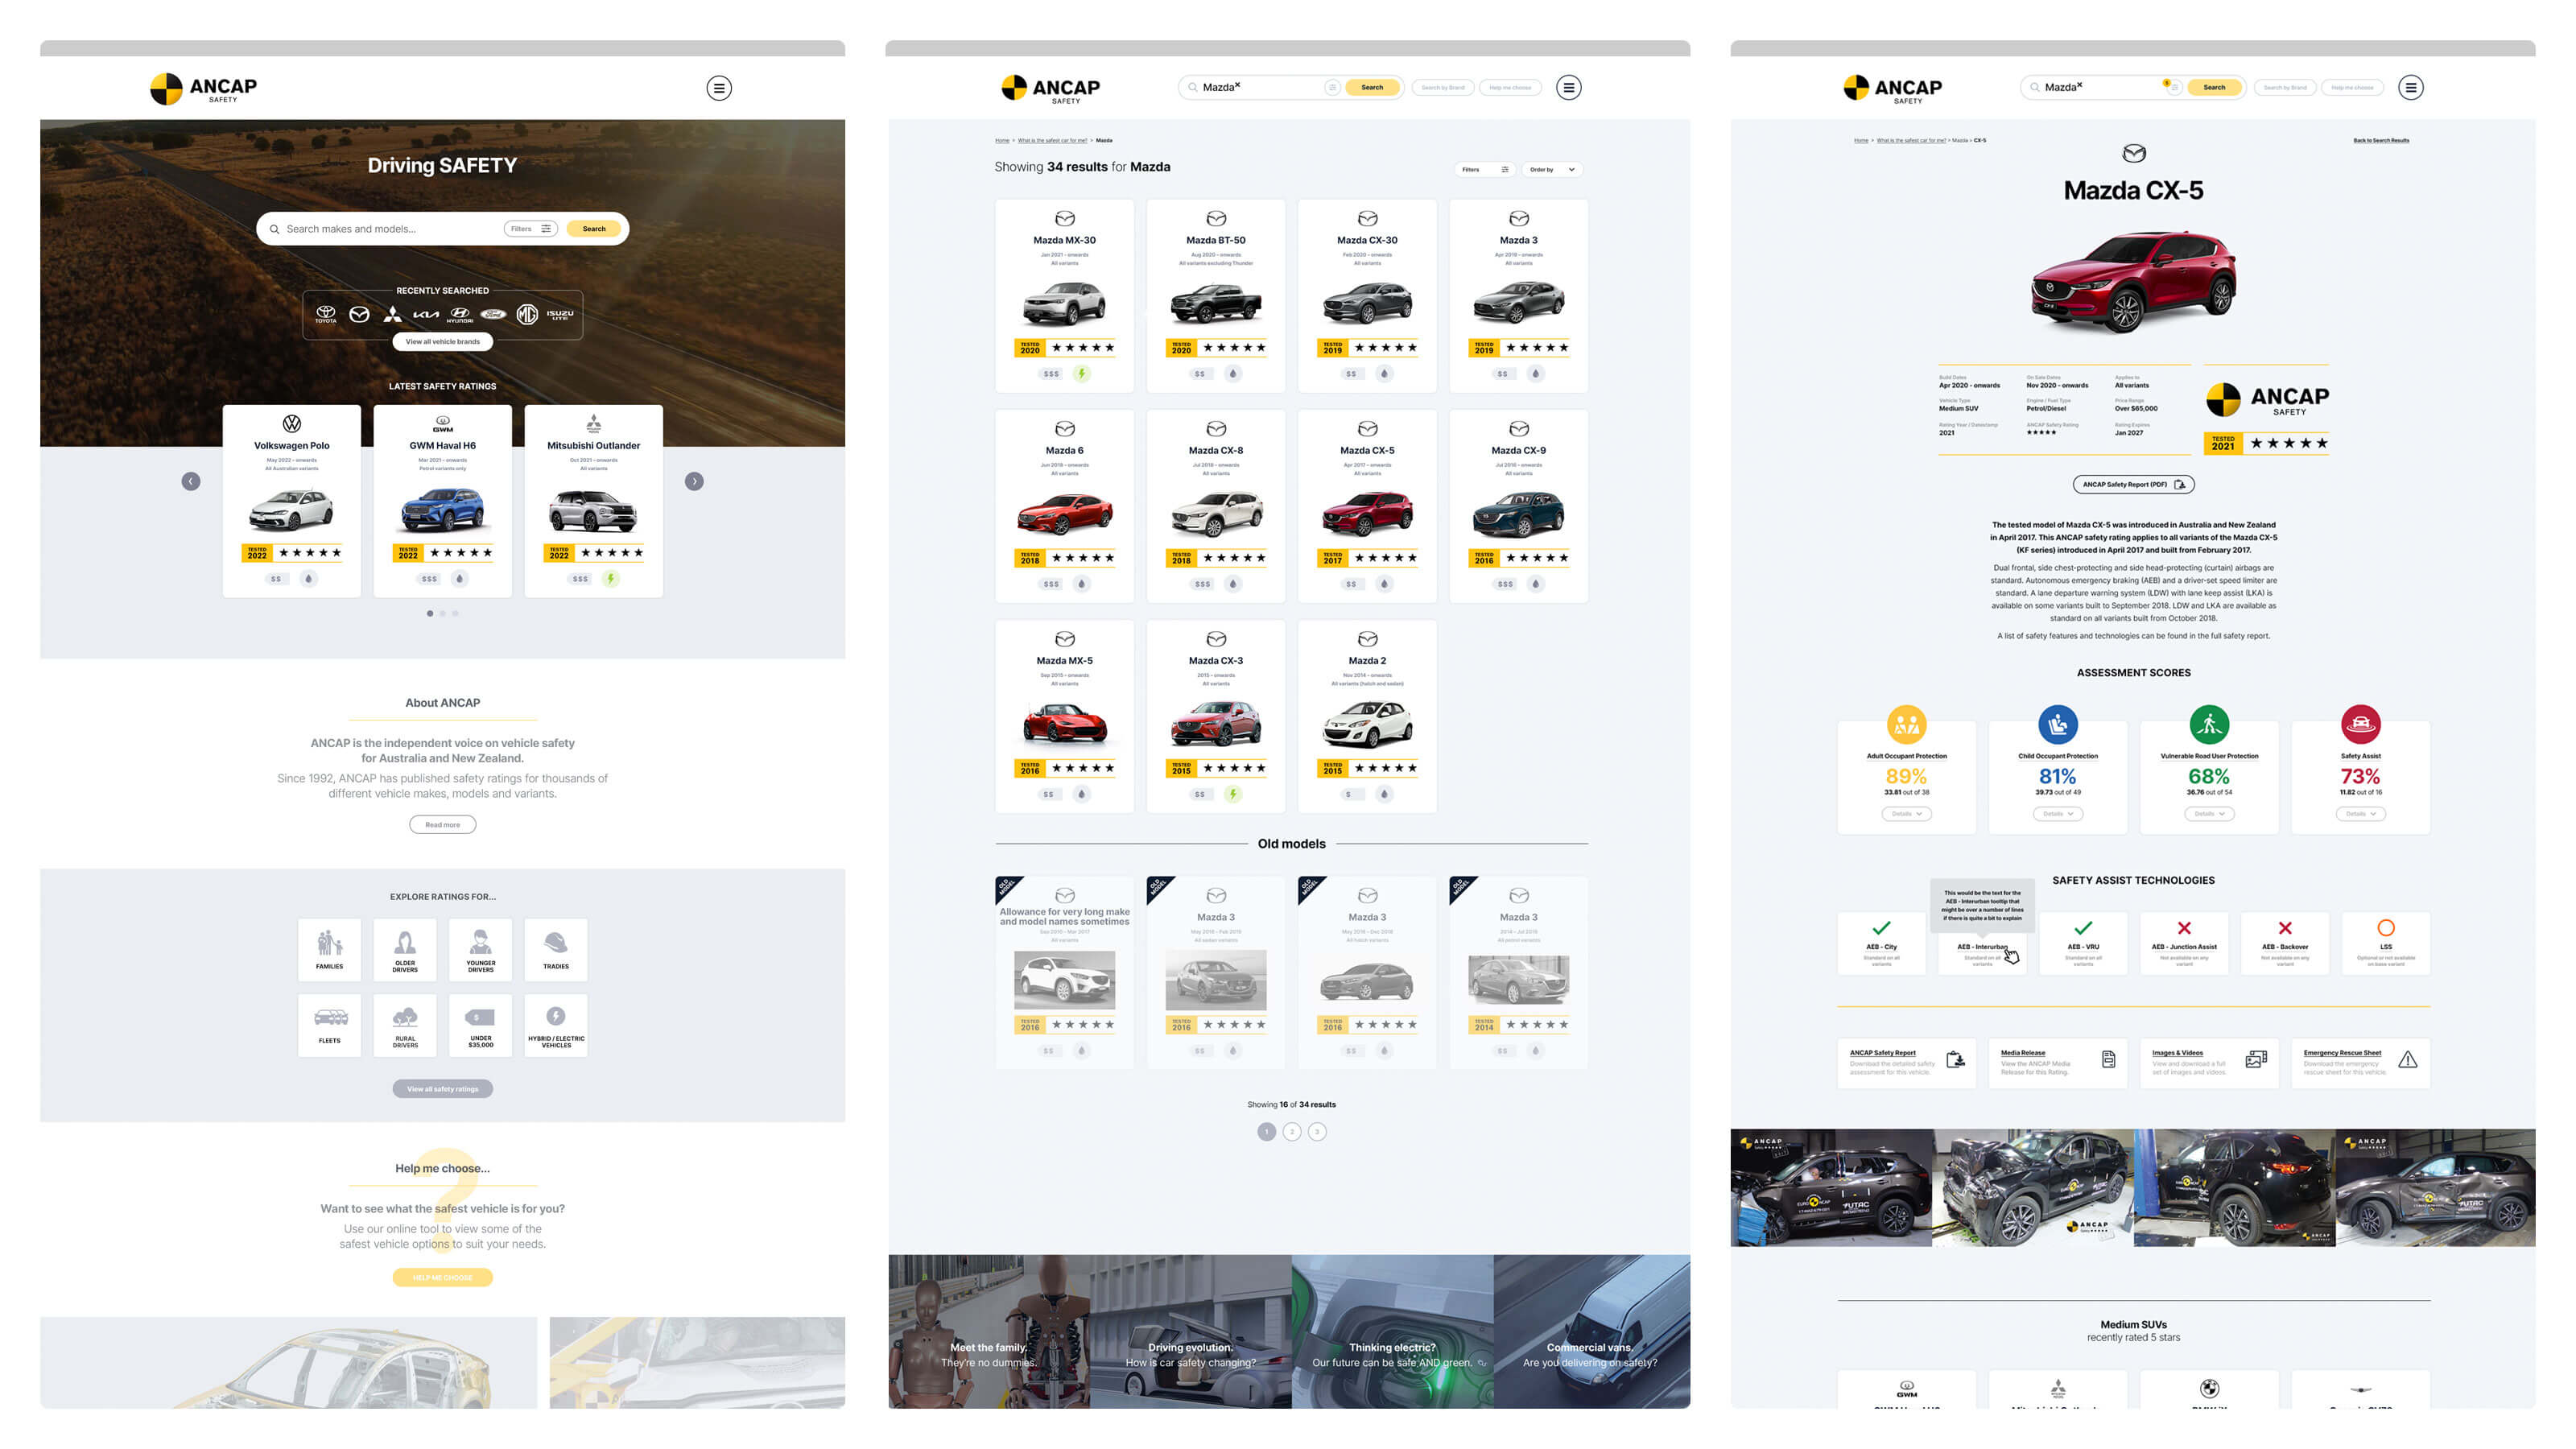 ANCAP
SAFETY
Driving SAFETY
Search makes and models...
Filters
Search
RECENTLY SEARCHED
TOYOTA
KIA
HYUNDAI
Ford
MG
ISUZU
UTE
View all vehicle brands
LATEST SAFETY RATINGS
Volkswagen Polo
May 2022 – onwards
All Australian variants
TESTED
2022
$$
GWM
GWM Haval H6
Mar 2021 – onwards
Petrol variants only
TESTED
2022
$$$
Mitsubishi Outlander
Oct 2021 – onwards
All variants
TESTED
2022
$$$
About ANCAP
ANCAP is the independent voice on vehicle safety
for Australia and New Zealand.
Since 1992, ANCAP has published safety ratings for thousands of
different vehicle makes, models and variants.
Read more
EXPLORE RATINGS FOR...
FAMILIES
OLDER
DRIVERS
YOUNGER
DRIVERS
TRADIES
FLEETS
RURAL
DRIVERS
$
UNDER
$35,000
HYBRID / ELECTRIC
VEHICLES
View all safety ratings
?
Help me choose...
Want to see what the safest vehicle is for you?
Use our online tool to view some of the
safest vehicle options to suit your needs.
HELP ME CHOOSE
ANCAP
SAFETY
Mazda×
Search
Search by Brand
Help me choose
Home > What is the safest car for me? > Mazda
Showing 34 results for Mazda
Filters
Order by
Mazda MX-30
Jan 2021 – onwards
All variants
TESTED
2020
$$$
Mazda BT-50
Aug 2020 – onwards
All variants excluding Thunder
TESTED
2020
$$
Mazda CX-30
Feb 2020 – onwards
All variants
TESTED
2019
$$
Mazda 3
Apr 2019 – onwards
All variants
TESTED
2019
$$
Mazda 6
Jun 2018 – onwards
All variants
TESTED
2018
$$$
Mazda CX-8
Jul 2018 – onwards
All variants
TESTED
2018
$$$
Mazda CX-5
Apr 2017 – onwards
All variants
TESTED
2017
$$
Mazda CX-9
Jul 2016 – onwards
All variants
TESTED
2016
$$$
Mazda MX-5
Sep 2015 – onwards
All variants
TESTED
2016
$$
Mazda CX-3
2015 – onwards
All variants
TESTED
2015
$$
Mazda 2
Nov 2014 – onwards
All variants (hatch and sedan)
TESTED
2015
$
Old models
OLD
MODEL
Allowance for very long make
and model names sometimes
Sep 2016 – Mar 2017
All variants
TESTED
2016
$$
OLD
MODEL
Mazda 3
May 2016 – Feb 2019
All sedan variants
TESTED
2016
$$
OLD
MODEL
Mazda 3
May 2016 – Dec 2018
All hatch variants
TESTED
2016
$$
OLD
MODEL
Mazda 3
2014 – Jul 2016
All petrol variants
TESTED
2014
$$
Showing 16 of 34 results
1 2 3
Meet the family.
They're no dummies.
Driving evolution.
How is car safety changing?
Thinking electric?
Our future can be safe AND green.
Commercial vans.
Are you delivering on safety?
ANCAP
SAFETY
Mazda×
Search
Search by Brand
Help me choose
Home > What is the safest car for me? > Mazda > CX-5
Back to Search Results
Mazda CX-5
Build Dates
Apr 2020 - onwards
On Sale Dates
Nov 2020 - onwards
Applies to
All variants
Vehicle Type
Medium SUV
Engine / Fuel Type
Petrol/Diesel
Price Range
Over $65,000
Rating Year / Datestamp
2021
ANCAP Safety Rating
Rating Expires
Jan 2027
ANCAP
SAFETY
TESTED
2021
ANCAP Safety Report (PDF)
The tested model of Mazda CX-5 was introduced in Australia and New Zealand
in April 2017. This ANCAP safety rating applies to all variants of the Mazda CX-5
(KF series) introduced in April 2017 and built from February 2017.
Dual frontal, side chest-protecting and side head-protecting (curtain) airbags are
standard. Autonomous emergency braking (AEB) and a driver-set speed limiter are
standard. A lane departure warning system (LDW) with lane keep assist (LKA) is
available on some variants built to September 2018. LDW and LKA are available as
standard on all variants built from October 2018.
A list of safety features and technologies can be found in the full safety report.
ASSESSMENT SCORES
Adult Occupant Protection
89%
33.81 out of 38
Details
Child Occupant Protection
81%
39.73 out of 49
Details
Vulnerable Road User Protection
68%
36.76 out of 54
Details
Safety Assist
73%
11.82 out of 16
Details
SAFETY ASSIST TECHNOLOGIES
This would be the text for the
AEB - Interurban tooltip that
might be over a number of lines
if there is quite a bit to explain
AEB - City
Standard on all
variants
AEB - Interurban
Standard on all
variants
AEB - VRU
Standard on all
variants
AEB - Junction Assist
Not available on any
variant
AEB - Backover
Not available on any
variant
LSS
Optional or not available
on base variant
ANCAP Safety Report
Download the detailed safety
assessment for this vehicle.
Media Release
View the ANCAP Media
Release for this Rating.
Images & Videos
View and download a full
set of images and videos.
Emergency Rescue Sheet
Download the emergency
rescue sheet for this vehicle.
ANCAP
UTAC
ANCAP
ANCAP
UTAC
Medium SUVs
recently rated 5 stars
GWM